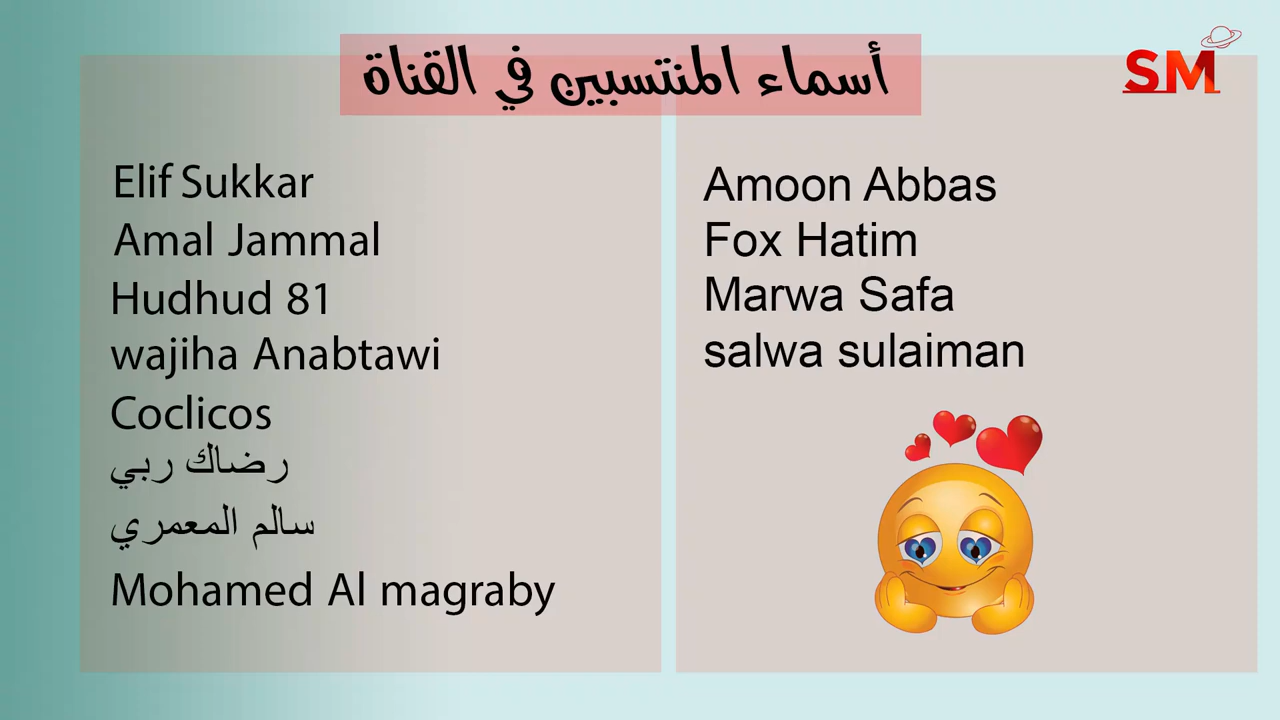 أسماء المنتسبين في القناة
SM
Elif Sukkar
Amal Jammal
Hudhud 81
wajiha Anabtawi
Coclicos
رضاك ربي
سالم المعمري
Mohamed Al magraby
Amoon Abbas
Fox Hatim
Marwa Safa
salwa sulaiman